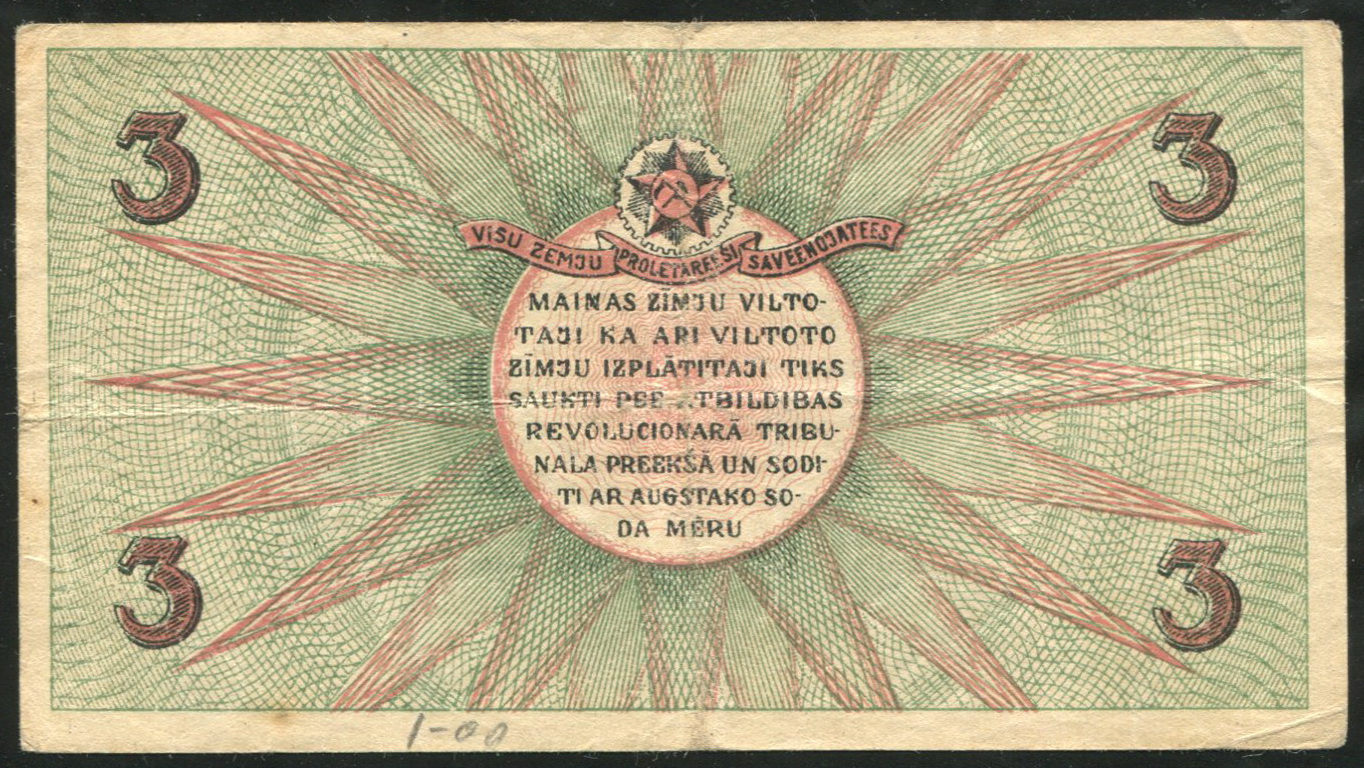 3
3
VISU ZEMJU PROLETAREESI SAVEENOJATEES
MAIŅAS ZĪMJU VILTO-
TAJI KA ARI VILTOTO
ZĪMJU IZPLĀTITAJI TIKS
SAUKTI PEE ATBILDIBAS
REVOLUCIONARĀ TRIBU-
NALA PREEKŠĀ UN SODI-
TI AR AUGSTAKO SO-
DA MĒRU
3
3
1-00